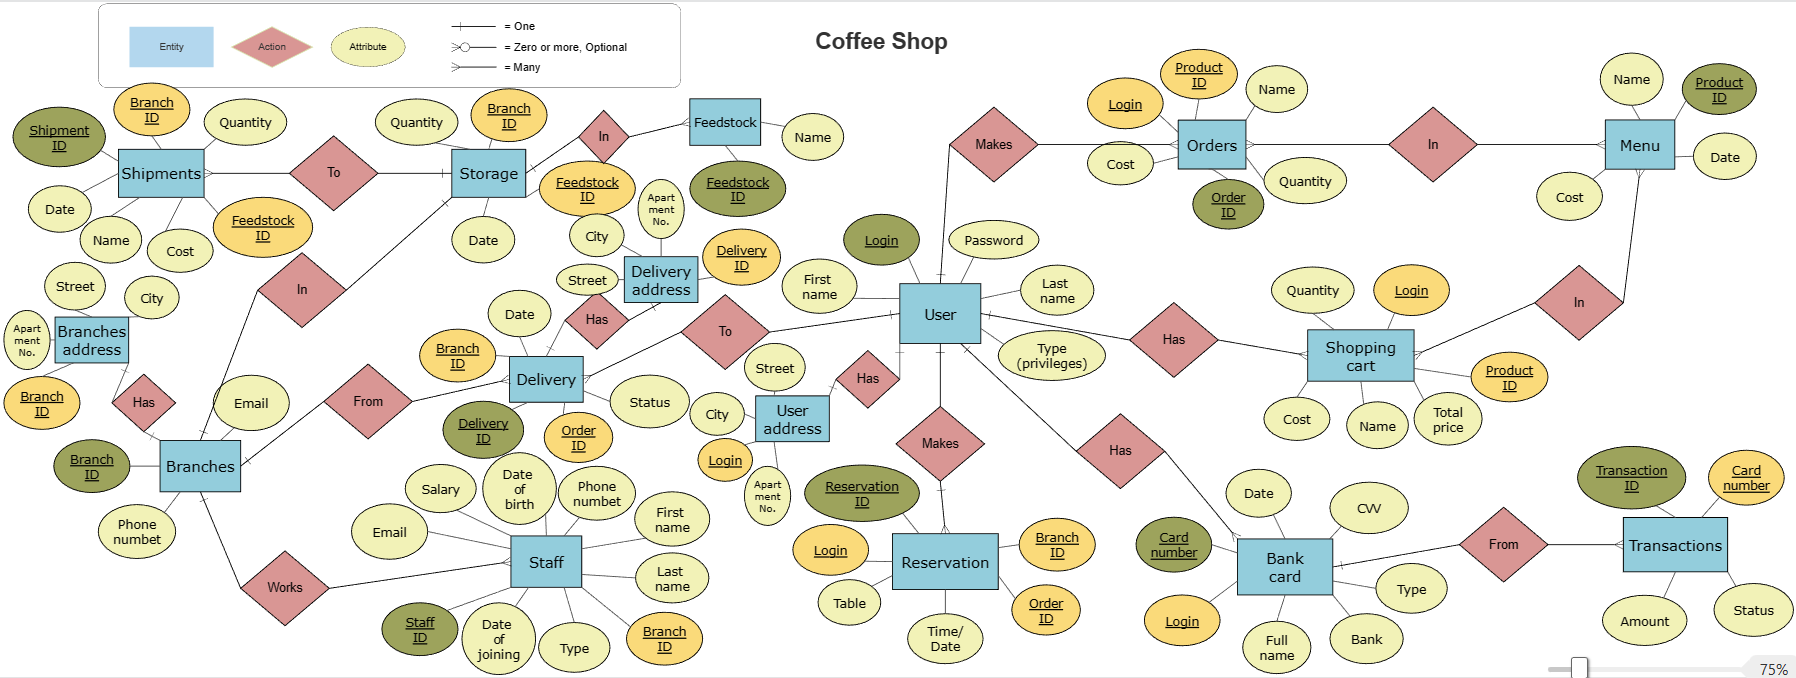 Coffee Shop
Entity
Action
Attribute
= One
= Zero or more, Optional
= Many
Shipment
ID
Branch
ID
Quantity
Shipments
Date
Name
Cost
Feedstock
ID
To
Quantity
Branch
ID
Storage
Date
Feedstock
ID
In
Feedstock
Name
Feedstock
ID
In
Street
City
Apart
ment
No.
Branches
address
Branch
ID
Has
Email
Branch
ID
Branches
Phone
numbet
From
Works
City
Apart
ment
No.
Delivery
ID
Street
Delivery
address
Has
To
Date
Branch
ID
Delivery
Status
Delivery
ID
Order
ID
Salary
Date
of
birth
Phone
numbet
First
name
Email
Staff
Last
name
Staff
ID
Date
of
joining
Type
Branch
ID
Makes
Login
Password
First
name
Last
name
User
Type
(privileges)
Has
Street
City
User
address
Login
Apart
ment
No.
Makes
Reservation
ID
Login
Branch
ID
Reservation
Table
Time/
Date
Order
ID
Login
Product
ID
Name
Orders
Cost
Order
ID
Quantity
In
Name
Product
ID
Menu
Date
Cost
In
Has
Quantity
Login
Shopping
cart
Product
ID
Cost
Name
Total
price
Has
Date
CVV
Card
number
Bank
card
Type
Login
Full
name
Bank
From
Transaction
ID
Card
number
Transactions
Amount
Status
75%